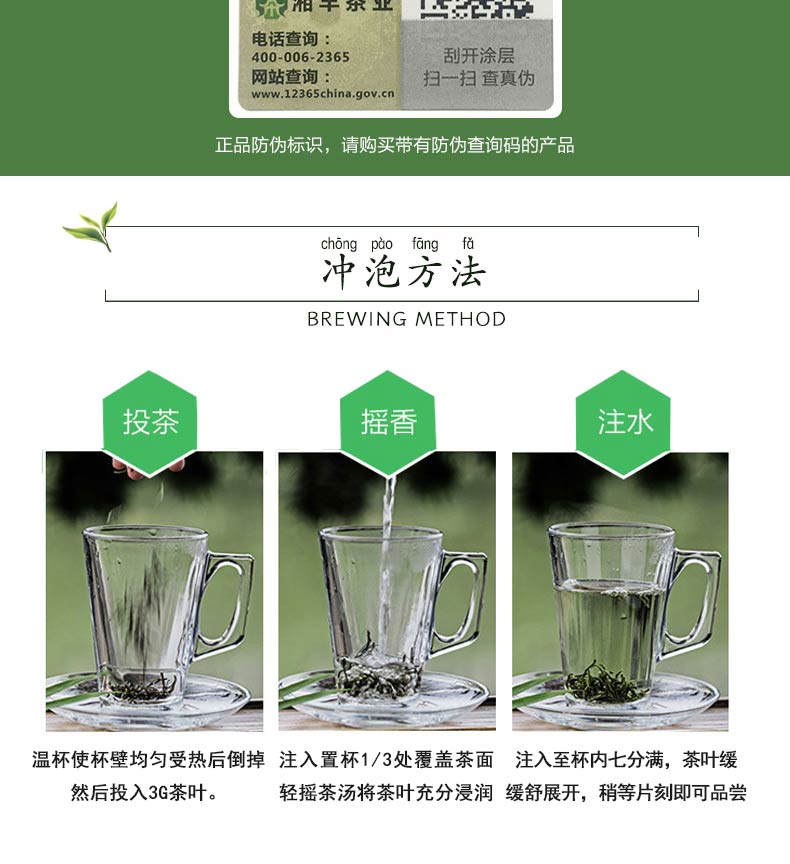 湘丰茶业
电话查询：
400-006-2365
网站查询：
www.12365china.gov.cn
刮开涂层
扫一扫 查真伪
正品防伪标识，请购买带有防伪查询码的产品
chōng pào fāng fǎ
冲泡方法
BREWING METHOD
投茶
摇香
注水
温杯使杯壁均匀受热后倒掉
然后投入3G茶叶。
注入置杯1/3处覆盖茶面
轻摇茶汤将茶叶充分浸润
注入至杯内七分满，茶叶缓
缓舒展开，稍等片刻即可品尝